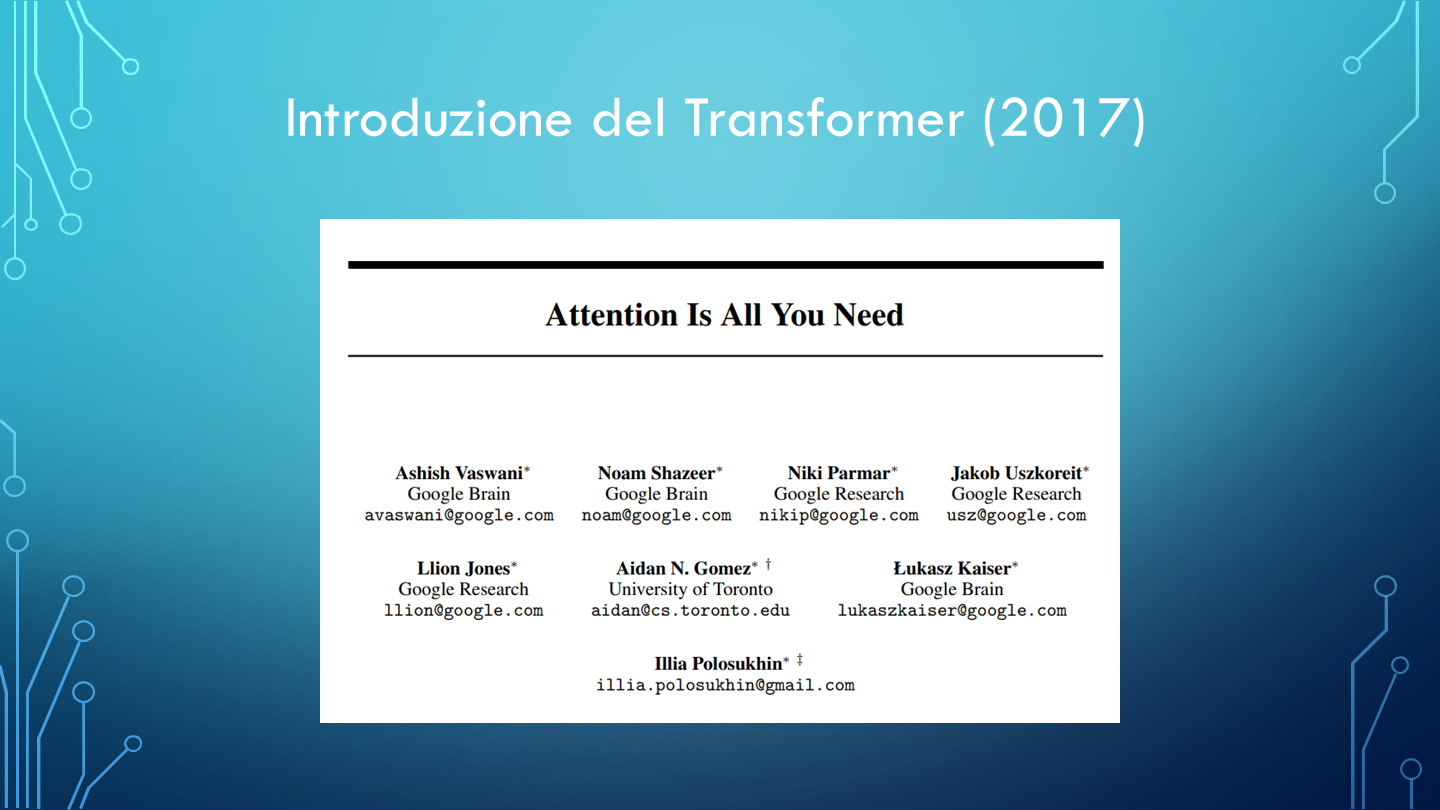 Introduzione del Transformer (2017)
Attention Is All You Need
Ashish Vaswani* Noam Shazeer* Niki Parmar* Jakob Uszkoreit*
Google Brain Google Brain Google Research Google Research
avaswani@google.com noam@google.com nikip@google.com usz@google.com
Llion Jones* Aidan N. Gomez* † Łukasz Kaiser*
Google Research University of Toronto Google Brain
llion@google.com aidan@cs.toronto.edu lukaszkaiser@google.com
Illia Polosukhin* ‡
illia.polosukhin@gmail.com